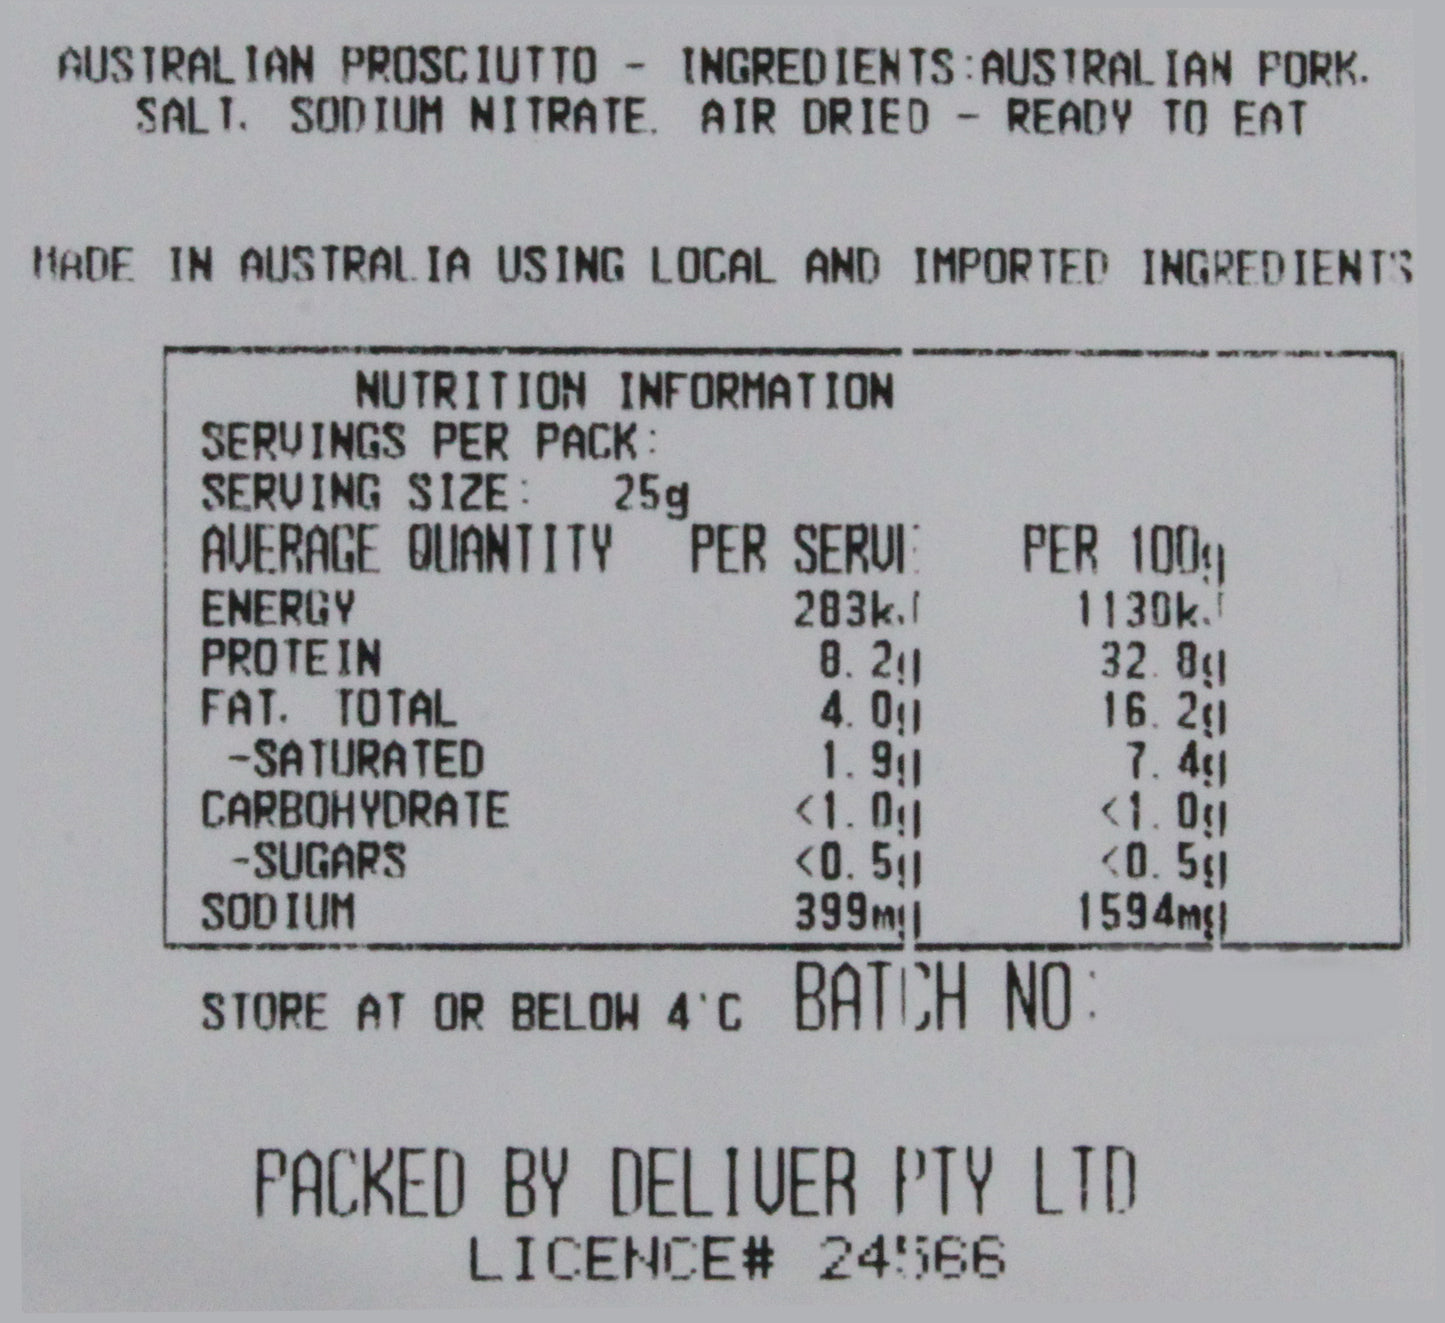 AUSTRALIAN PROSCIUTTO - INGREDIENTS:AUSTRALIAN PORK.
SALT. SODIUM NITRATE. AIR DRIED - READY TO EAT
MADE IN AUSTRALIA USING LOCAL AND IMPORTED INGREDIENTS
NUTRITION INFORMATION
SERVINGS PER PACK:
SERVING SIZE: 25g
AVERAGE QUANTITY PER SERVI PER 100g
ENERGY 283kJ 1130kJ
PROTEIN 8.2g 32.8g
FAT. TOTAL 4.0g 16.2g
-SATURATED 1.9g 7.4g
CARBOHYDRATE <1.0g <1.0g
-SUGARS <0.5g <0.5g
SODIUM 399mg 1594mg
STORE AT OR BELOW 4°C BATCH NO:
PACKED BY DELIVER PTY LTD
LICENCE# 24566